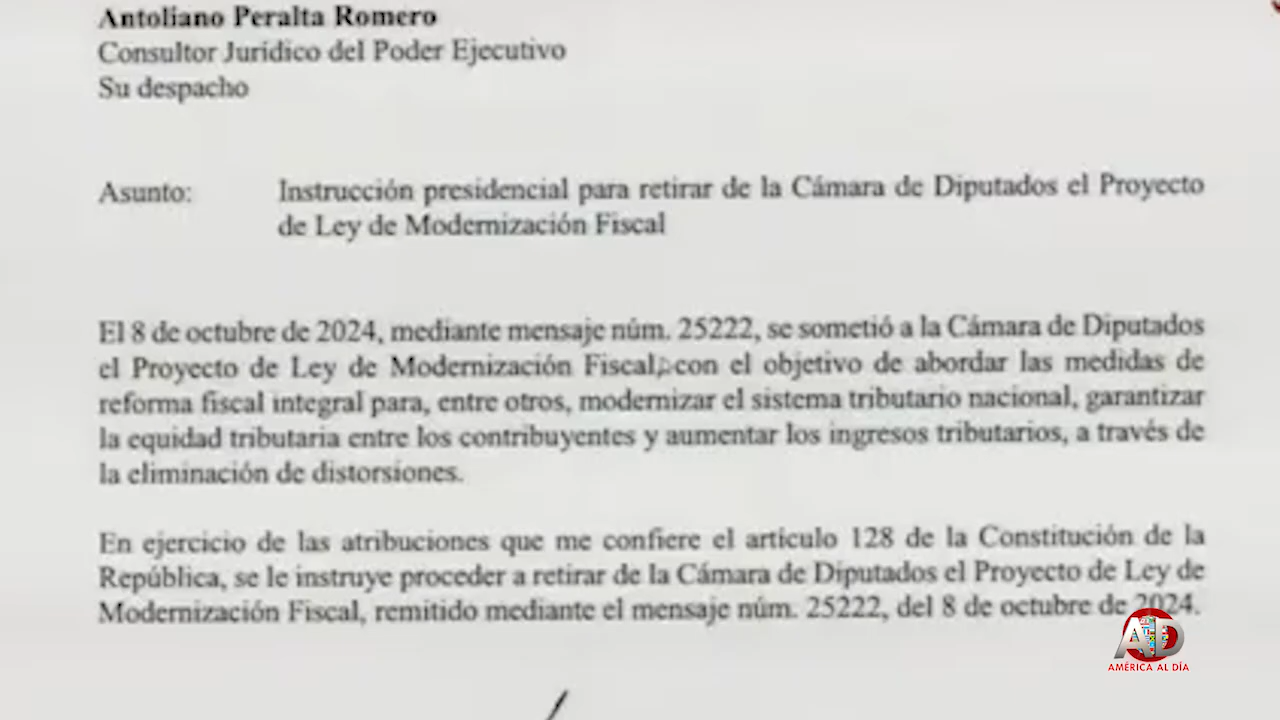 Antoliano Peralta Romero
Consultor Jurídico del Poder Ejecutivo
Su despacho
Asunto: Instrucción presidencial para retirar de la Cámara de Diputados el Proyecto
de Ley de Modernización Fiscal
El 8 de octubre de 2024, mediante mensaje núm. 25222, se sometió a la Cámara de Diputados
el Proyecto de Ley de Modernización Fiscal, con el objetivo de abordar las medidas de
reforma fiscal integral para, entre otros, modernizar el sistema tributario nacional, garantizar
la equidad tributaria entre los contribuyentes y aumentar los ingresos tributarios, a través de
la eliminación de distorsiones.
En ejercicio de las atribuciones que me confiere el artículo 128 de la Constitución de la
República, se le instruye proceder a retirar de la Cámara de Diputados el Proyecto de Ley de
Modernización Fiscal, remitido mediante el mensaje núm. 25222, del 8 de octubre de 2024.
AD
AMÉRICA AL DÍA